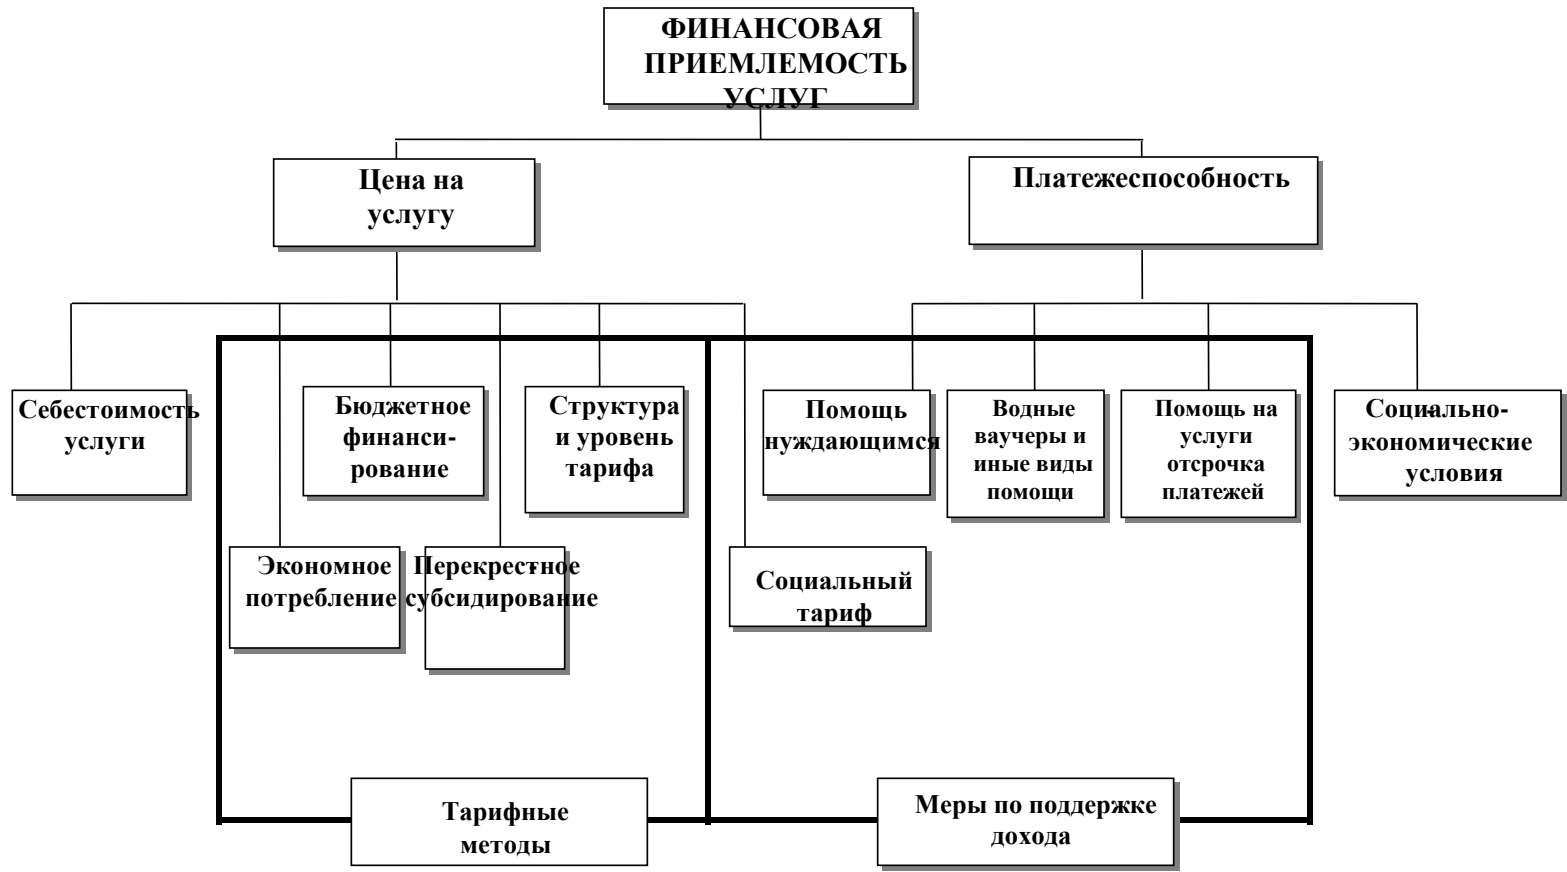 ФИНАНСОВАЯ
ПРИЕМЛЕМОСТЬ
УСЛУГ
Цена на
услугу
Платежеспособность
Себестоимость
услуги
Бюджетное
финанси-
рование
Структура
и уровень
тарифа
Помощь
нуждающимся
Водные
ваучеры и
иные виды
помощи
Помощь на
услуги
отсрочка
платежей
Социально-
экономические
условия
Экономное
потребление
Перекрестное
субсидирование
Социальный
тариф
Тарифные
методы
Меры по поддержке
дохода